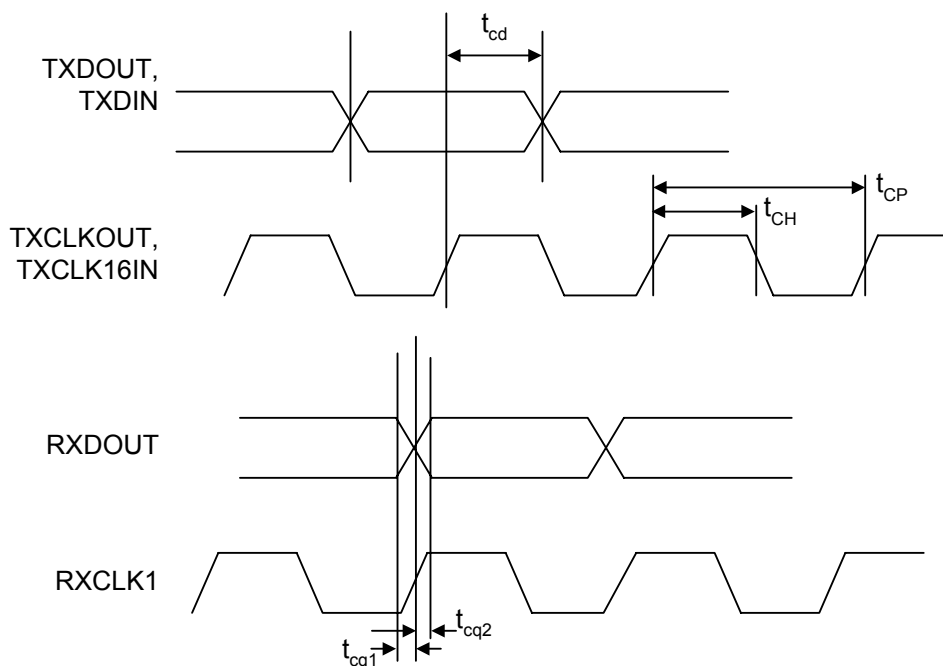 t_cd
TXDOUT,
TXDIN
t_CP
t_CH
TXCLKOUT,
TXCLK16IN
RXDOUT
RXCLK1
t_cq2
t_cq1